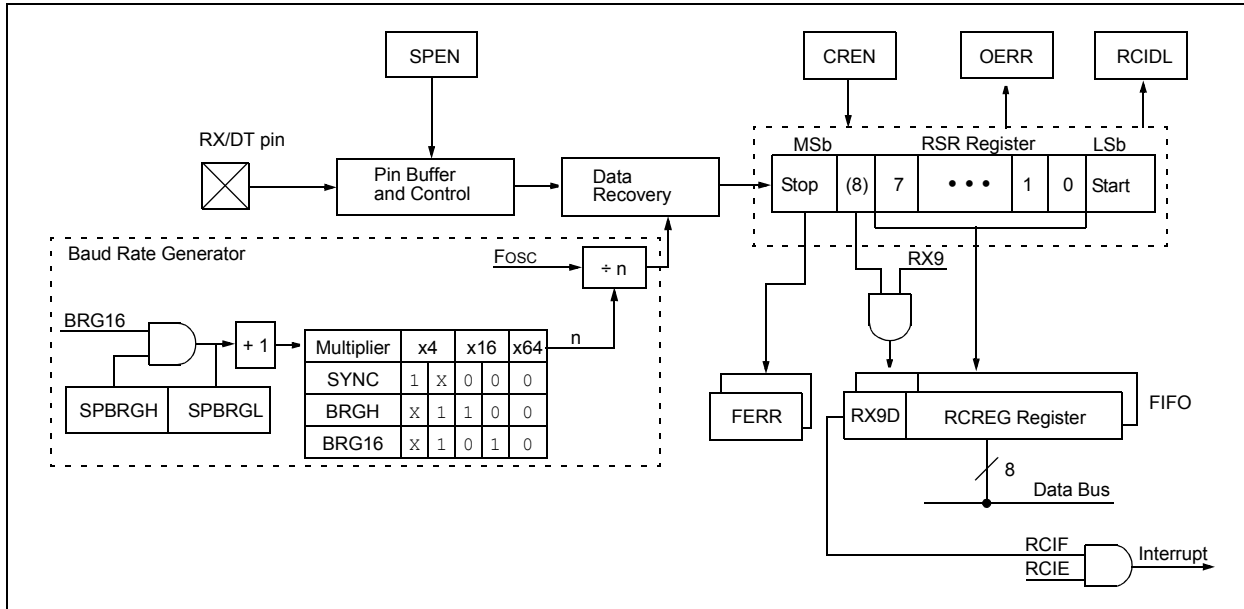 SPEN
CREN
OERR
RCIDL
RX/DT pin
MSb
RSR Register
LSb
Pin Buffer
and Control
Data
Recovery
Stop (8) 7 • • • 1 0 Start
Baud Rate Generator
FOSC
÷ n
RX9
BRG16
+ 1
n
Multiplier x4 x16 x64
SYNC 1 X 0 0 0
BRGH X 1 1 0 0
BRG16 X 1 0 1 0
SPBRGH SPBRGL
FERR
RX9D
RCREG Register
FIFO
8
Data Bus
RCIF
RCIE
Interrupt